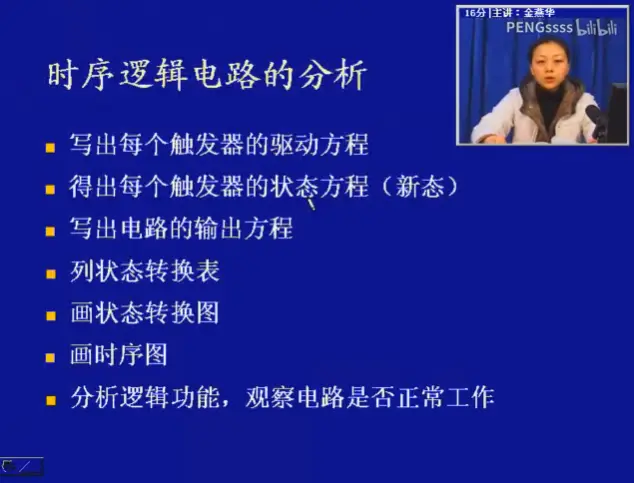 16分|主讲：金燕华
PENGssss bilibili
时序逻辑电路的分析
写出每个触发器的驱动方程
得出每个触发器的状态方程（新态）
写出电路的输出方程
列状态转换表
画状态转换图
画时序图
分析逻辑功能，观察电路是否正常工作